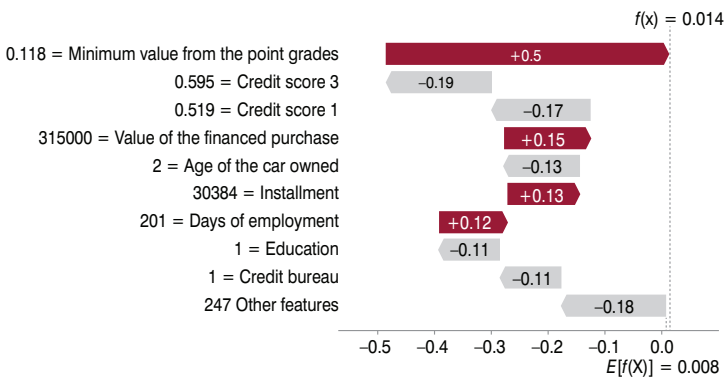 f(x) = 0.014
0.118 = Minimum value from the point grades
+0.5
0.595 = Credit score 3
−0.19
0.519 = Credit score 1
−0.17
315000 = Value of the financed purchase
+0.15
2 = Age of the car owned
−0.13
30384 = Installment
+0.13
201 = Days of employment
+0.12
1 = Education
−0.11
1 = Credit bureau
−0.11
247 Other features
−0.18
−0.5 −0.4 −0.3 −0.2 −0.1 0.0
E[f(X)] = 0.008